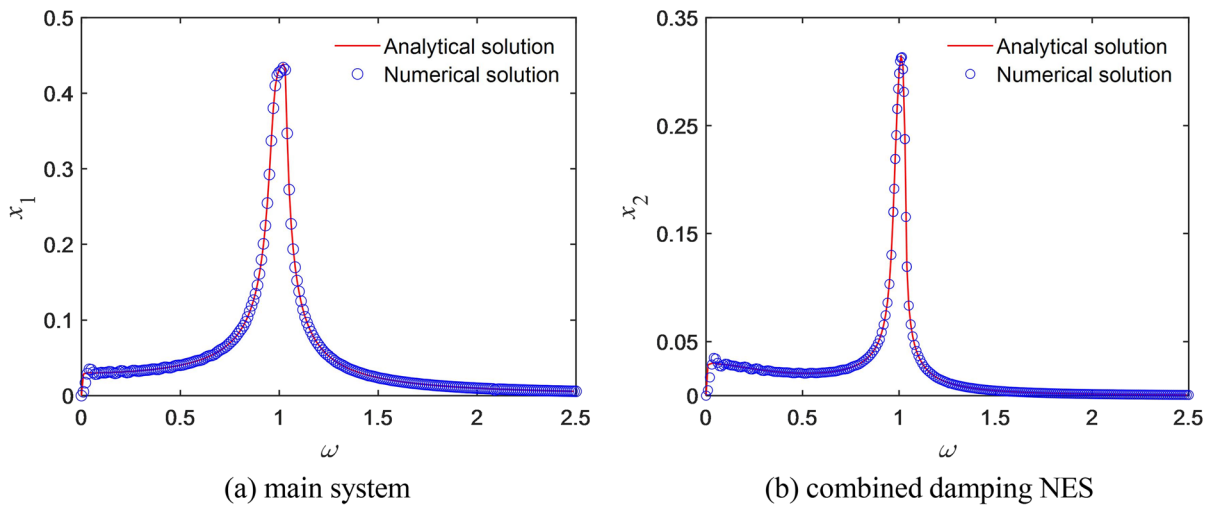 0.5
0.4
0.3
0.2
0.1
0
x1
Analytical solution
Numerical solution
0 0.5 1 1.5 2 2.5
ω
(a) main system
0.35
0.25
0.15
0.05
0
x2
Analytical solution
Numerical solution
0 0.5 1 1.5 2 2.5
ω
(b) combined damping NES